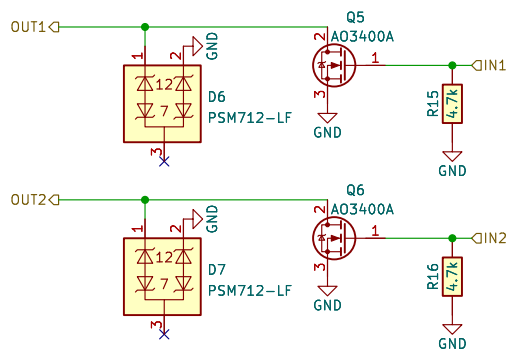 OUT1
1
2
GND
12
7
3
D6
PSM712-LF
Q5
AO3400A
2
1
3
GND
IN1
R15
4.7k
GND
OUT2
1
2
GND
12
7
3
D7
PSM712-LF
Q6
AO3400A
2
1
3
GND
IN2
R16
4.7k
GND